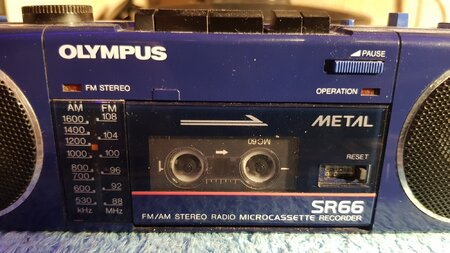 OLYMPUS
PAUSE
FM STEREO
OPERATION
AM FM
1600 108
1400
1200 104
1000 100
800
700 96
600 92
530 88
kHz MHz
METAL
MC60
RESET
SR66
FM/AM STEREO RADIO MICROCASSETTE RECORDER